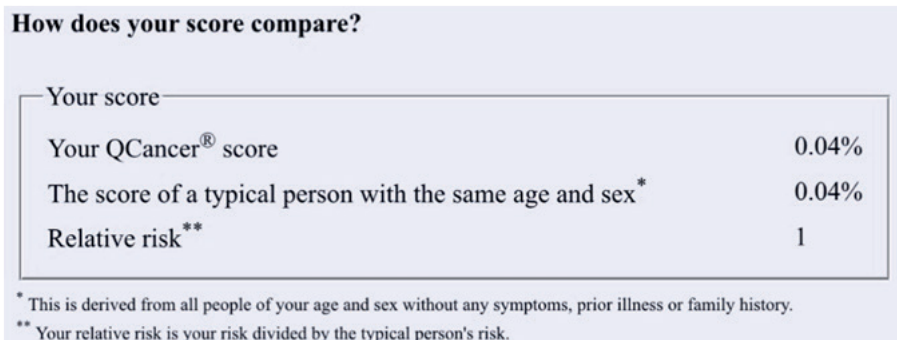 How does your score compare?
Your score
Your QCancer® score 0.04%
The score of a typical person with the same age and sex* 0.04%
Relative risk** 1
* This is derived from all people of your age and sex without any symptoms, prior illness or family history.
** Your relative risk is your risk divided by the typical person's risk.